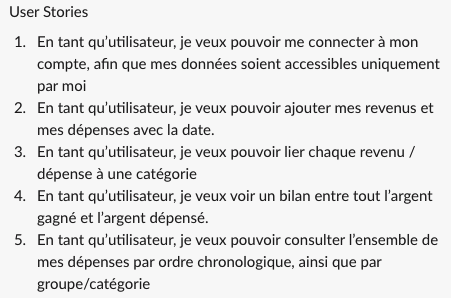 User Stories
1. En tant qu’utilisateur, je veux pouvoir me connecter à mon
compte, afin que mes données soient accessibles uniquement
par moi
2. En tant qu’utilisateur, je veux pouvoir ajouter mes revenus et
mes dépenses avec la date.
3. En tant qu’utilisateur, je veux pouvoir lier chaque revenu /
dépense à une catégorie
4. En tant qu’utilisateur, je veux voir un bilan entre tout l’argent
gagné et l’argent dépensé.
5. En tant qu’utilisateur, je veux pouvoir consulter l’ensemble de
mes dépenses par ordre chronologique, ainsi que par
groupe/catégorie